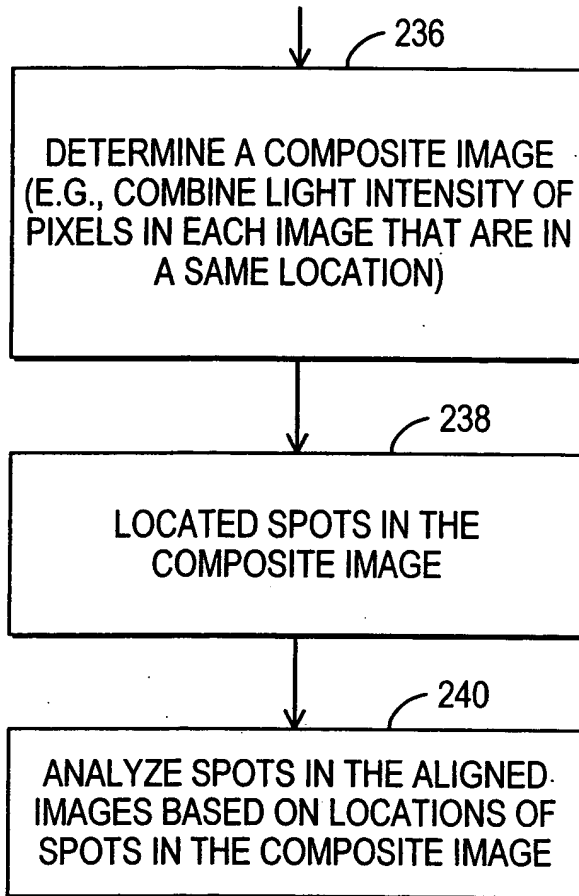 236
DETERMINE A COMPOSITE IMAGE
(E.G., COMBINE LIGHT INTENSITY OF
PIXELS IN EACH IMAGE THAT ARE IN
A SAME LOCATION)
238
LOCATED SPOTS IN THE
COMPOSITE IMAGE
240
ANALYZE SPOTS IN THE ALIGNED
IMAGES BASED ON LOCATIONS OF
SPOTS IN THE COMPOSITE IMAGE